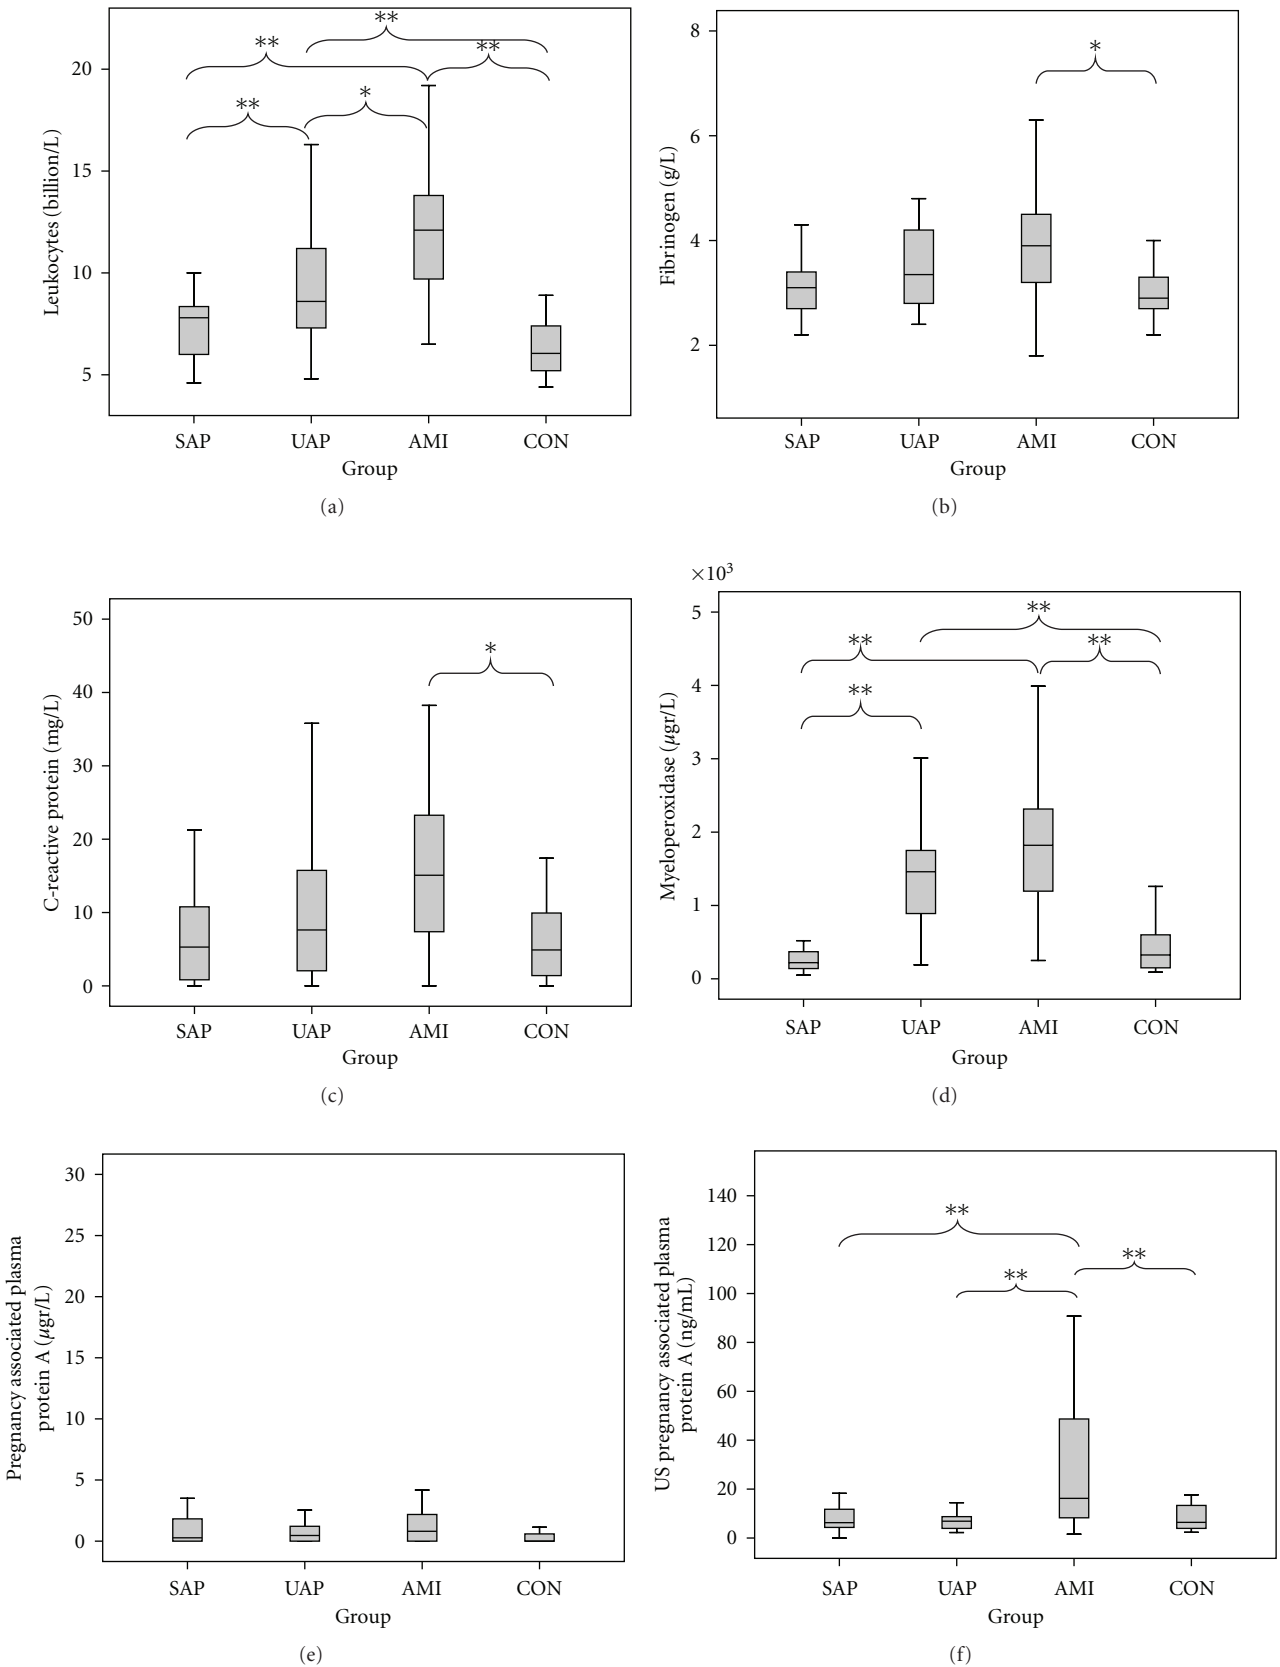 **
**
**
**
*
20
15
10
5
Leukocytes (billion/L)
SAP UAP AMI CON
Group
(a)
*
8
6
4
2
Fibrinogen (g/L)
SAP UAP AMI CON
Group
(b)
*
50
40
30
20
10
0
C-reactive protein (mg/L)
SAP UAP AMI CON
Group
(c)
×10³
**
**
**
**
5
4
3
2
1
0
Myeloperoxidase (µgr/L)
SAP UAP AMI CON
Group
(d)
30
25
20
15
10
5
0
Pregnancy associated plasma
protein A (µgr/L)
SAP UAP AMI CON
Group
(e)
**
**
**
140
120
100
80
60
40
20
0
US pregnancy associated plasma
protein A (ng/mL)
SAP UAP AMI CON
Group
(f)